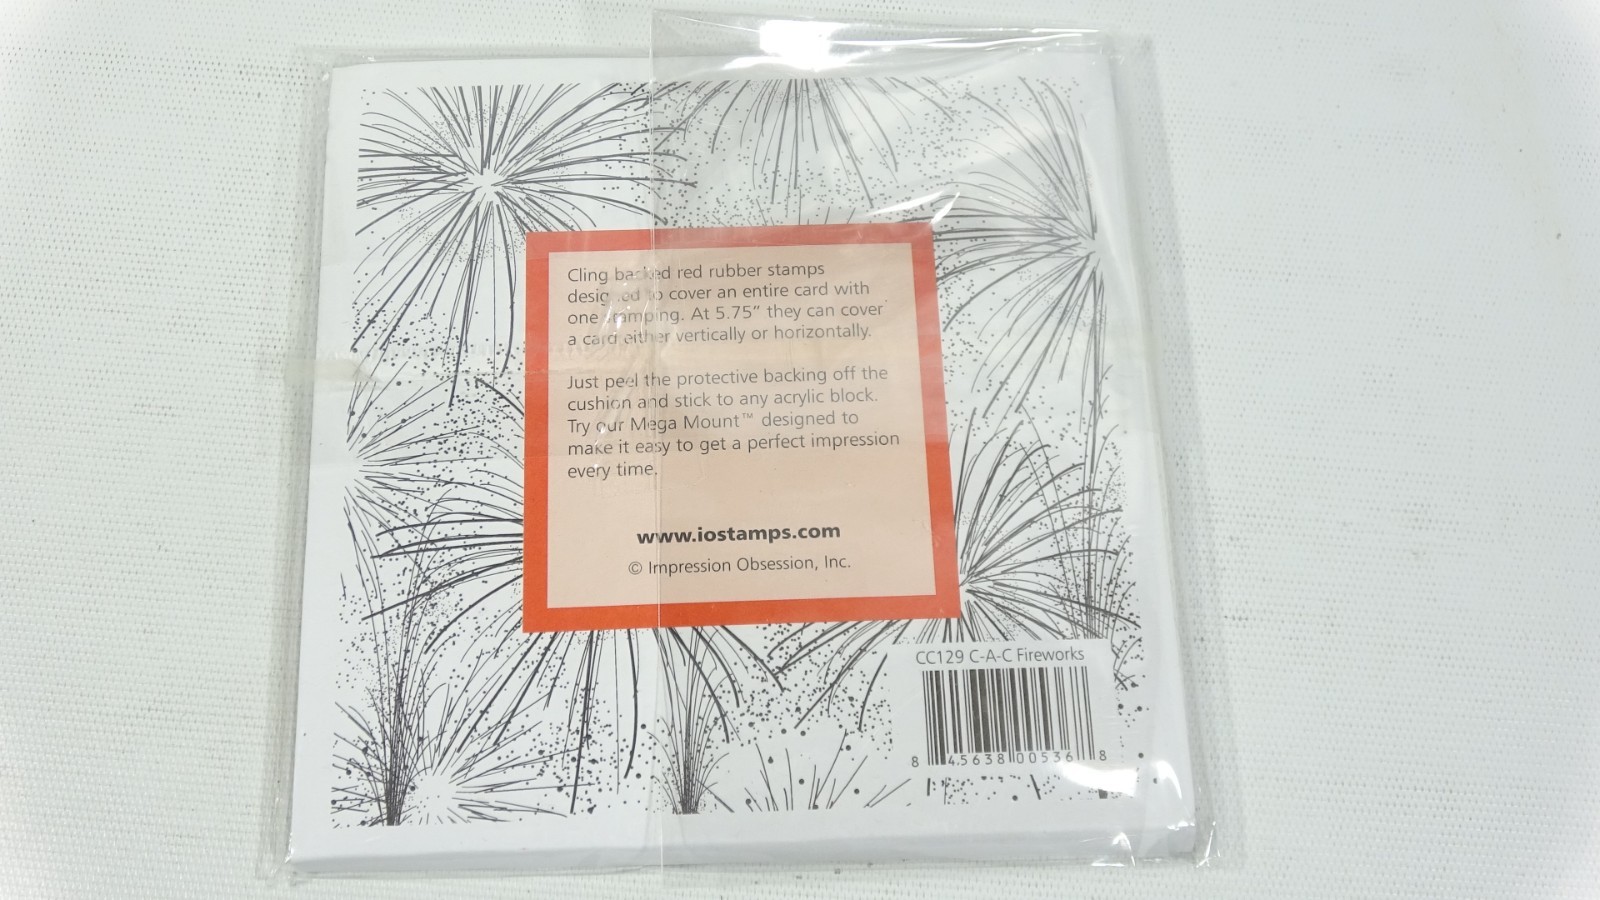 Cling backed red rubber stamps
designed to cover an entire card with
one stamping. At 5.75” they can cover
a card either vertically or horizontally.
Just peel the protective backing off the
cushion and stick to any acrylic block.
Try our Mega Mount™ designed to
make it easy to get a perfect impression
every time.
www.iostamps.com
© Impression Obsession, Inc.
CC129 C-A-C Fireworks
8 45638 00536 8